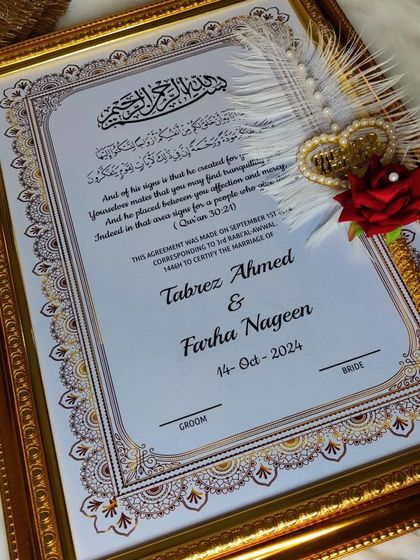 بسم الله الرحمن الرحيم
And of his signs is that he created for
Yourselves mates that you may find tranquillity
And he placed between you affection and mercy,
Indeed in that area signs for a people who
( Qu'an 30:21)
THIS AGREEMENT WAS MADE ON SEPTEMBER 1ST
CORRESPONDING TO 3rd RABI'AL-AWWAL.
1446H TO CERTIFY THE MARRIAGE OF
Tabrez Ahmed
&
Farha Nageen
14- Oct- 2024
GROOM
BRIDE